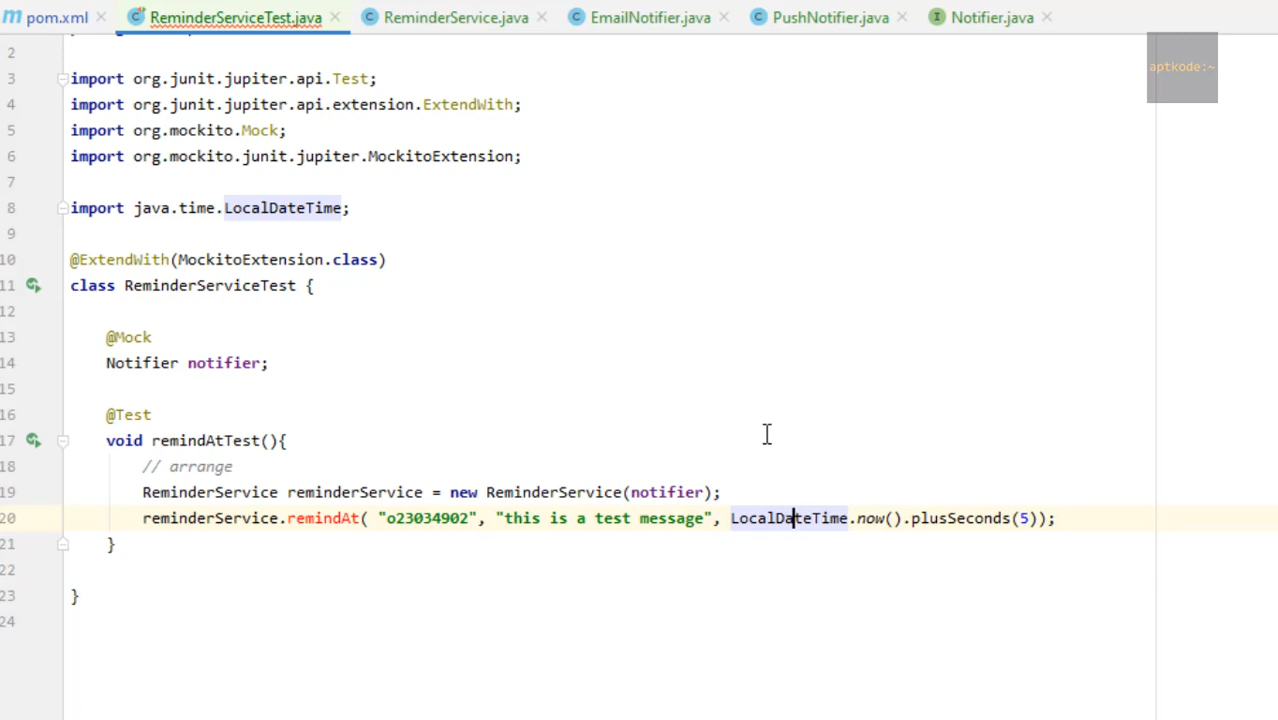 pom.xml ReminderServiceTest.java ReminderService.java EmailNotifier.java PushNotifier.java Notifier.java
aptkode:~
2
3 import org.junit.jupiter.api.Test;
4 import org.junit.jupiter.api.extension.ExtendWith;
5 import org.mockito.Mock;
6 import org.mockito.junit.jupiter.MockitoExtension;
7
8 import java.time.LocalDateTime;
9
10 @ExtendWith(MockitoExtension.class)
11 class ReminderServiceTest {
12
13 @Mock
14 Notifier notifier;
15
16 @Test
17 void remindAtTest(){
18 // arrange
19 ReminderService reminderService = new ReminderService(notifier);
20 reminderService.remindAt( "o23034902", "this is a test message", LocalDateTime.now().plusSeconds(5));
21 }
22
23 }
24